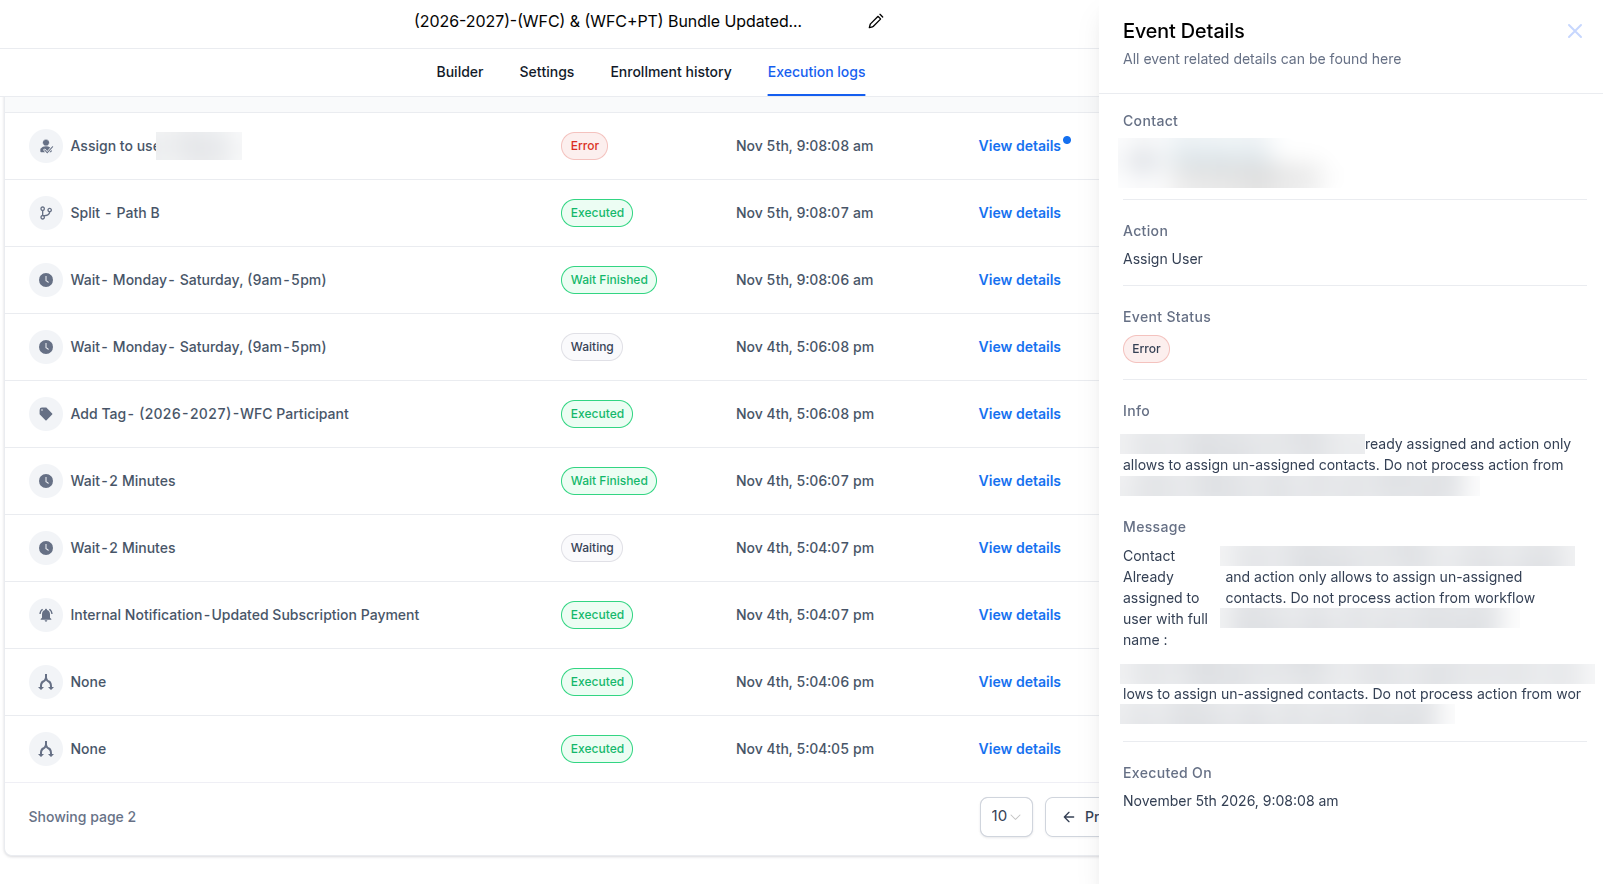 (2026-2027)-(WFC) & (WFC+PT) Bundle Updated...
Builder Settings Enrollment history Execution logs
Assign to Error Nov 5th, 9:08:08 am View details
Split - Path B Executed Nov 5th, 9:08:07 am View details
Wait- Monday- Saturday, (9am-5pm) Wait Finished Nov 5th, 9:08:06 am View details
Wait- Monday- Saturday, (9am-5pm) Waiting Nov 4th, 5:06:08 pm View details
Add Tag- (2026-2027)-WFC Participant Executed Nov 4th, 5:06:08 pm View details
Wait-2 Minutes Wait Finished Nov 4th, 5:06:07 pm View details
Wait-2 Minutes Waiting Nov 4th, 5:04:07 pm View details
Internal Notification-Updated Subscription Payment Executed Nov 4th, 5:04:07 pm View details
None Executed Nov 4th, 5:04:06 pm View details
None Executed Nov 4th, 5:04:05 pm View details
Showing page 2 10 Pr
Event Details
All event related details can be found here
Contact
Action
Assign User
Event Status
Error
Info
ready assigned and action only
allows to assign un-assigned contacts. Do not process action from
Message
Contact
Already and action only allows to assign un-assigned
assigned to contacts. Do not process action from workflow
user with full
name :
lows to assign un-assigned contacts. Do not process action from wor
Executed On
November 5th 2026, 9:08:08 am